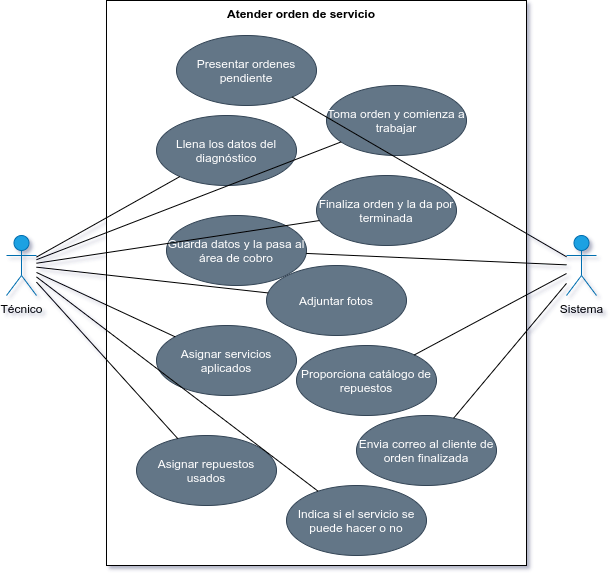 Atender orden de servicio
Presentar ordenes
pendiente
Toma orden y comienza a
trabajar
Llena los datos del
diagnóstico
Finaliza orden y la da por
terminada
Guarda datos y la pasa al
área de cobro
Adjuntar fotos
Técnico
Sistema
Asignar servicios
aplicados
Proporciona catálogo de
repuestos
Envia correo al cliente de
orden finalizada
Asignar repuestos
usados
Indica si el servicio se
puede hacer o no